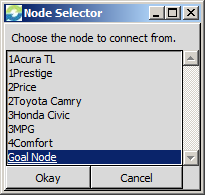 Node Selector
Choose the node to connect from.
1Acura TL
1Prestige
2Price
2Toyota Camry
3Honda Civic
3MPG
4Comfort
Goal Node
Okay
Cancel